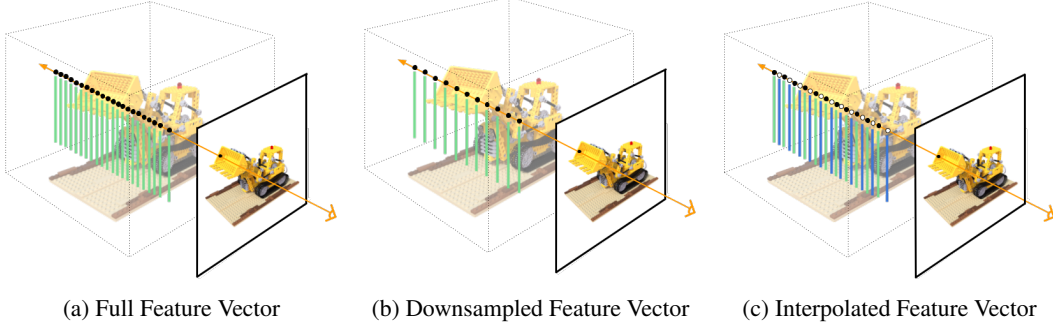 (a) Full Feature Vector
(b) Downsampled Feature Vector
(c) Interpolated Feature Vector